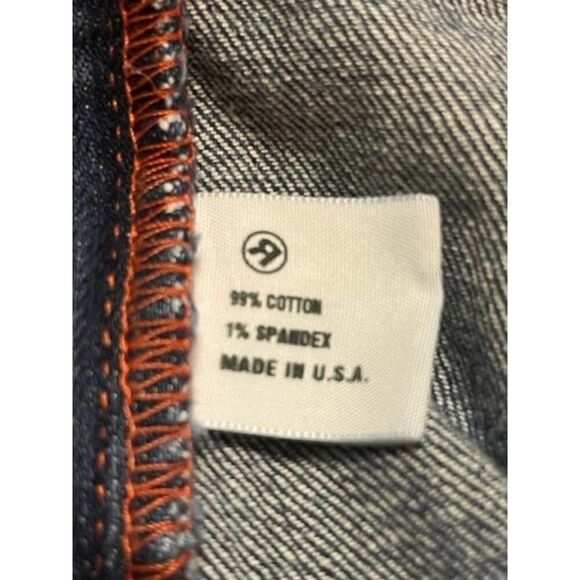 99% COTTON
1% SPANDEX
MADE IN U.S.A.